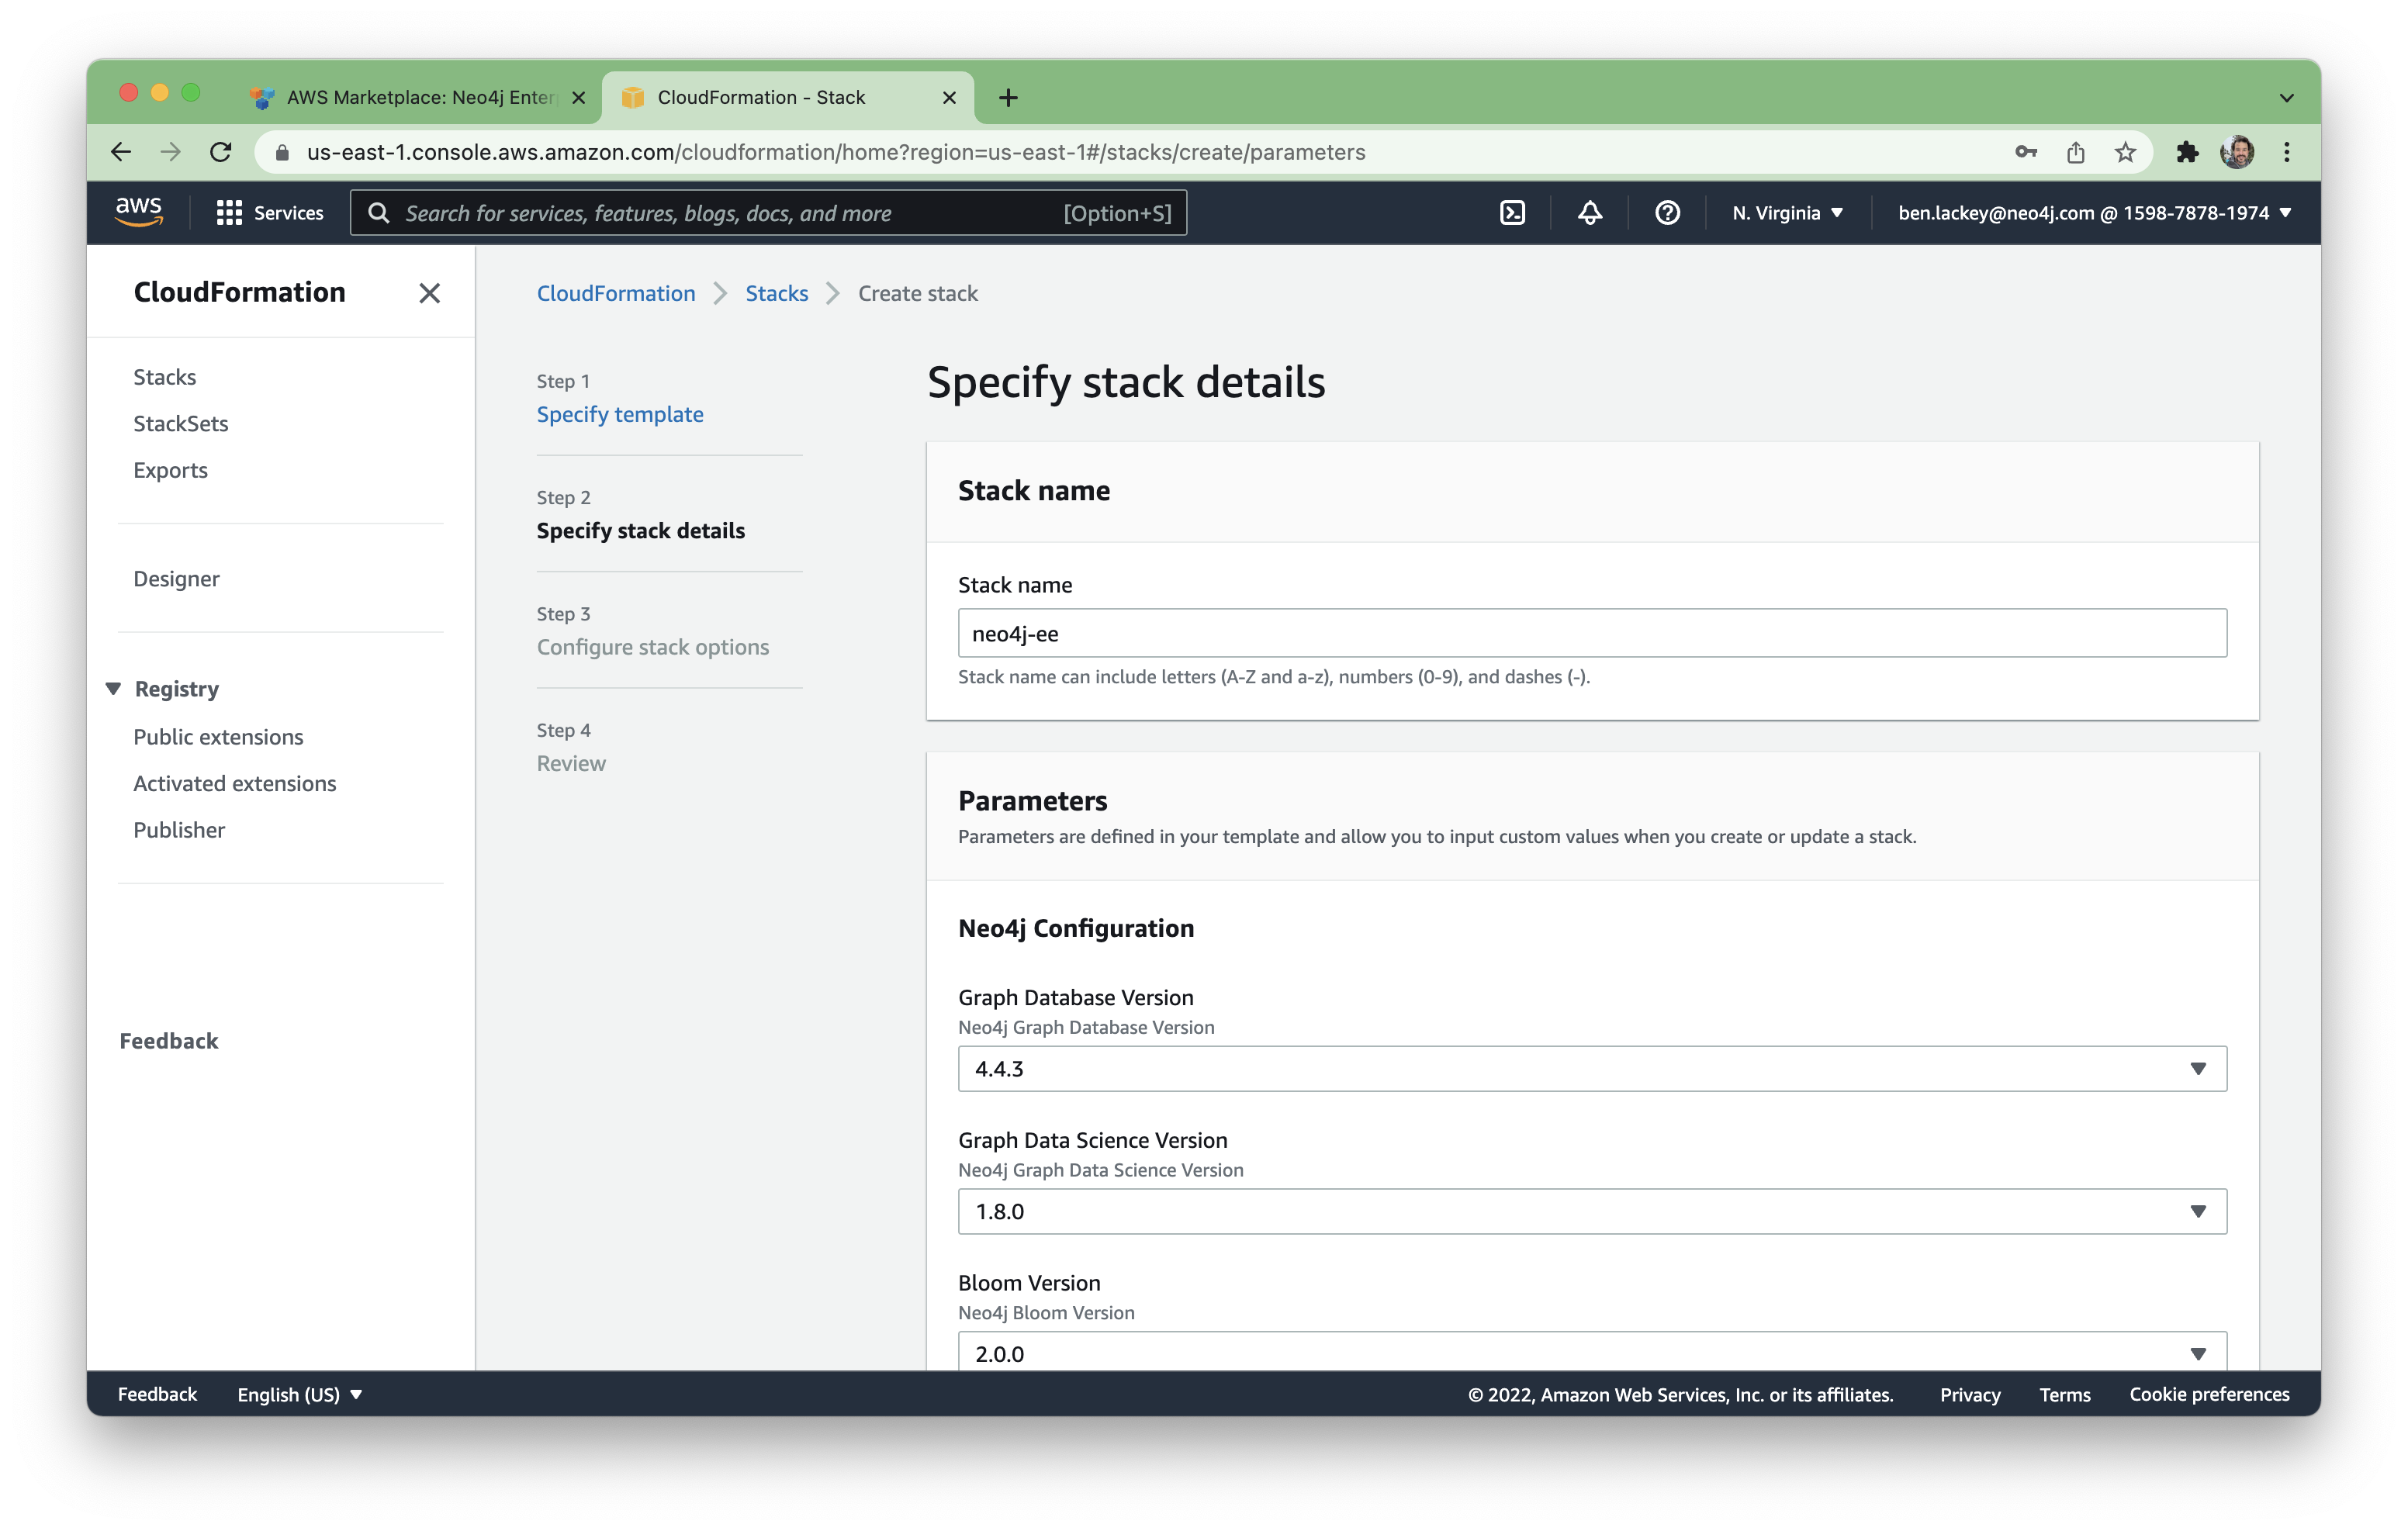 AWS Marketplace: Neo4j Enter
CloudFormation - Stack
us-east-1.console.aws.amazon.com/cloudformation/home?region=us-east-1#/stacks/create/parameters
aws
Services
Search for services, features, blogs, docs, and more
[Option+S]
N. Virginia
ben.lackey@neo4j.com @ 1598-7878-1974
CloudFormation
Stacks
StackSets
Exports
Designer
Registry
Public extensions
Activated extensions
Publisher
Feedback
CloudFormation
Stacks
Create stack
Step 1
Specify template
Step 2
Specify stack details
Step 3
Configure stack options
Step 4
Review
Specify stack details
Stack name
Stack name
neo4j-ee
Stack name can include letters (A-Z and a-z), numbers (0-9), and dashes (-).
Parameters
Parameters are defined in your template and allow you to input custom values when you create or update a stack.
Neo4j Configuration
Graph Database Version
Neo4j Graph Database Version
4.4.3
Graph Data Science Version
Neo4j Graph Data Science Version
1.8.0
Bloom Version
Neo4j Bloom Version
2.0.0
Feedback
English (US)
© 2022, Amazon Web Services, Inc. or its affiliates.
Privacy
Terms
Cookie preferences